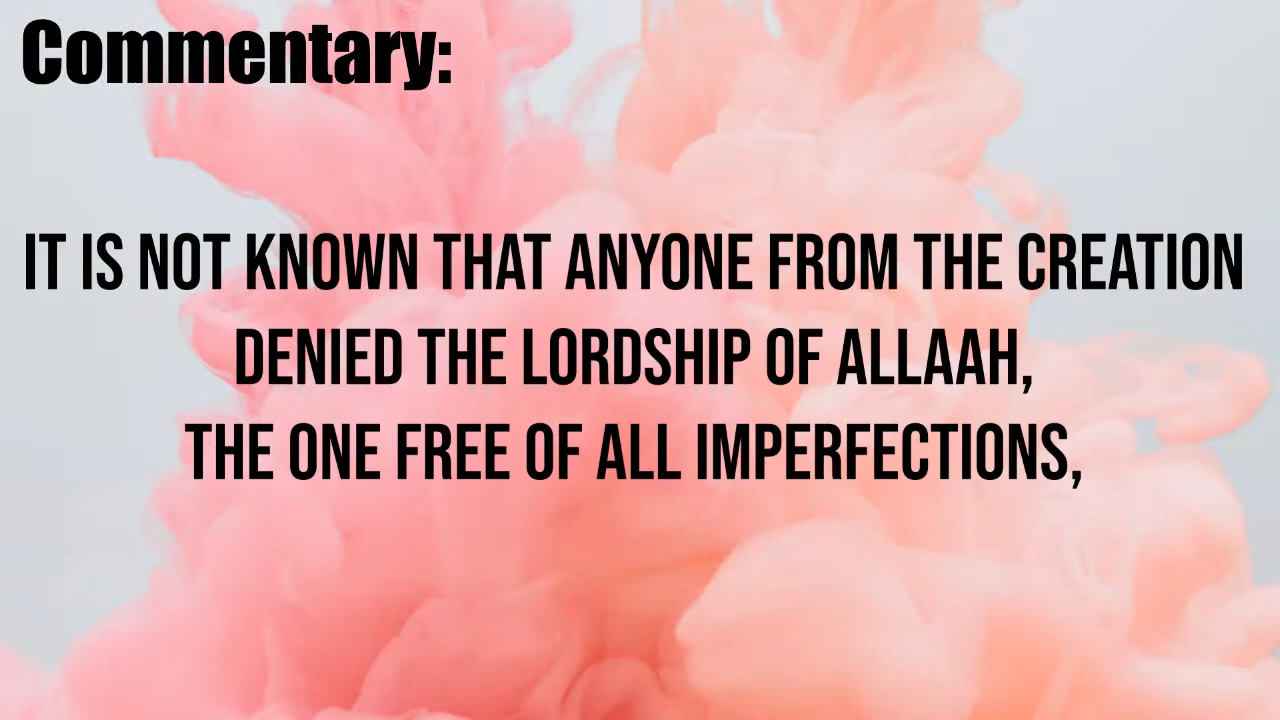 Commentary:
IT IS NOT KNOWN THAT ANYONE FROM THE CREATION
DENIED THE LORDSHIP OF ALLAAH,
THE ONE FREE OF ALL IMPERFECTIONS,